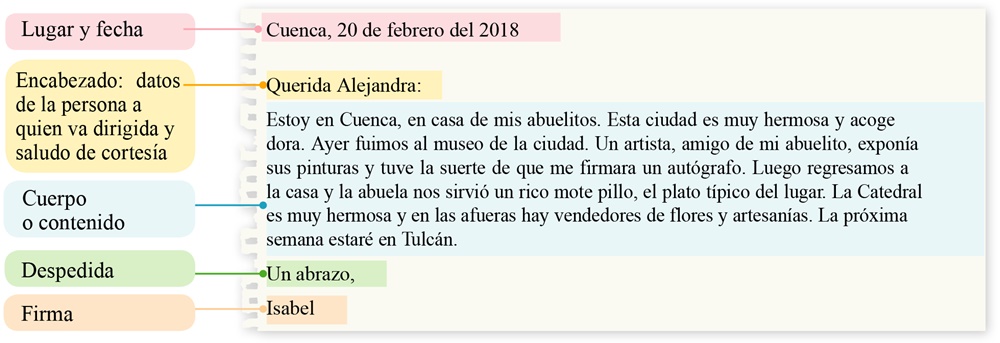 Lugar y fecha
Cuenca, 20 de febrero del 2018
Encabezado: datos
de la persona a
quien va dirigida y
saludo de cortesía
Querida Alejandra:
Cuerpo
o contenido
Estoy en Cuenca, en casa de mis abuelitos. Esta ciudad es muy hermosa y acoge
dora. Ayer fuimos al museo de la ciudad. Un artista, amigo de mi abuelito, exponía
sus pinturas y tuve la suerte de que me firmara un autógrafo. Luego regresamos a
la casa y la abuela nos sirvió un rico mote pillo, el plato típico del lugar. La Catedral
es muy hermosa y en las afueras hay vendedores de flores y artesanías. La próxima
semana estaré en Tulcán.
Despedida
Un abrazo,
Firma
Isabel